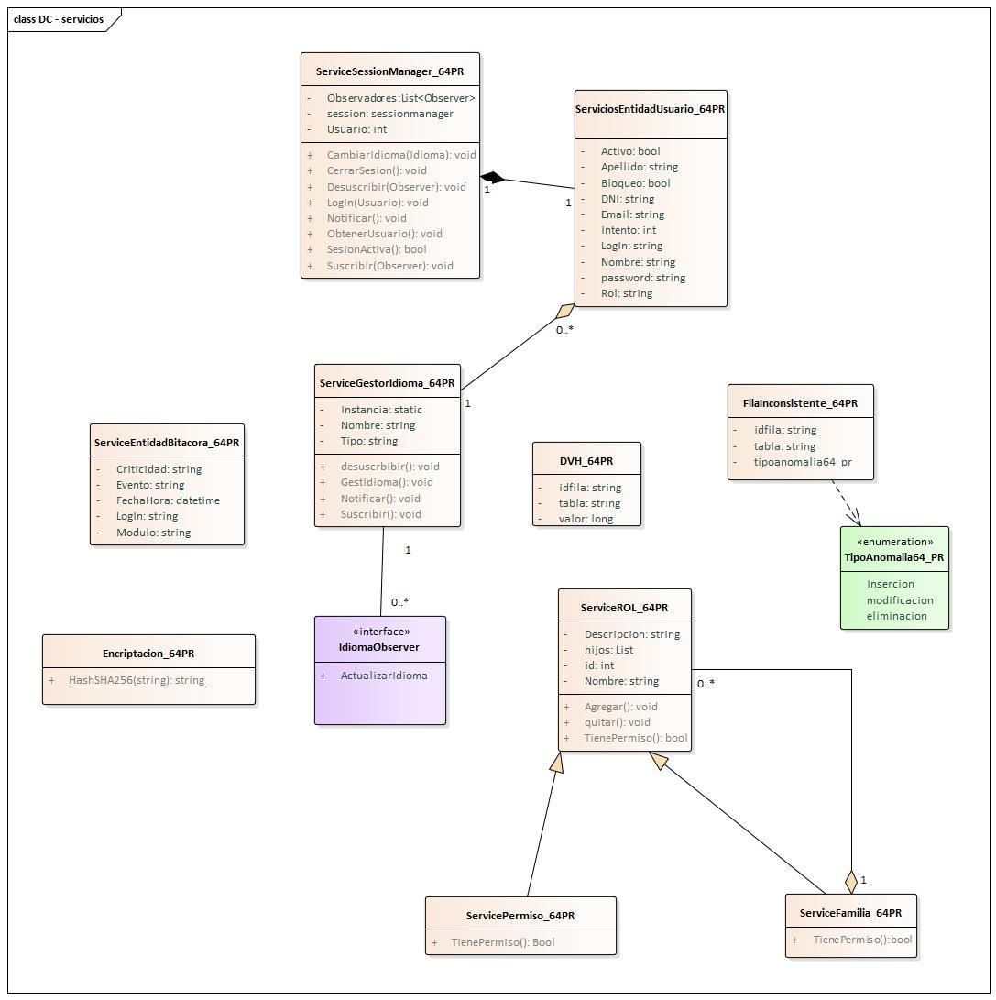 class DC - servicios
ServiceSessionManager_64PR
- Observadores:List<Observer>
- session: sessionmanager
- Usuario: int
+ CambiarIdioma(Idioma): void
+ CerrarSesion(): void
+ Desuscribir(Observer): void
+ LogIn(Usuario): void
+ Notificar(): void
+ ObtenerUsuario(): void
+ SesionActiva(): bool
+ Suscribir(Observer): void
1
1
ServiciosEntidadUsuario_64PR
- Activo: bool
- Apellido: string
- Bloqueo: bool
- DNI: string
- Email: string
- Intento: int
- LogIn: string
- Nombre: string
- password: string
- Rol: string
0..*
1
ServiceGestorIdioma_64PR
- Instancia: static
- Nombre: string
- Tipo: string
+ desuscrbibir(): void
+ GestIdioma(): void
+ Notificar(): void
+ Suscribir(): void
FilaInconsistente_64PR
- idfila: string
- tabla: string
- tipoanomalia64_pr
ServiceEntidadBitacora_64PR
- Criticidad: string
- Evento: string
- FechaHora: datetime
- LogIn: string
- Modulo: string
DVH_64PR
- idfila: string
- tabla: string
- valor: long
«enumeration»
TipoAnomalia64_PR
Insercion
modificacion
eliminacion
1
0..*
«interface»
IdiomaObserver
+ ActualizarIdioma
Encriptacion_64PR
+ HashSHA256(string): string
ServiceROL_64PR
- Descripcion: string
- hijos: List
- id: int
- Nombre: string
+ Agregar(): void
+ quitar(): void
+ TienePermiso(): bool
0..*
1
ServicePermiso_64PR
+ TienePermiso(): Bool
ServiceFamilia_64PR
+ TienePermiso():bool